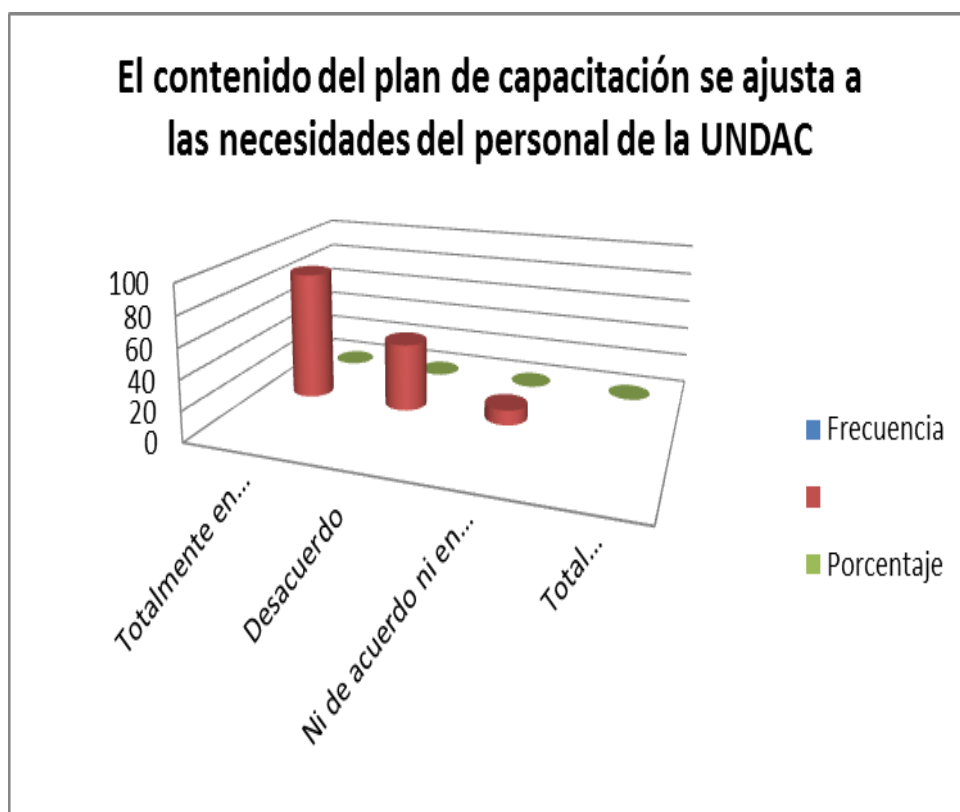 El contenido del plan de capacitación se ajusta a
las necesidades del personal de la UNDAC
100
80
60
40
20
0
Totalmente en...
Desacuerdo
Ni de acuerdo ni en...
Total...
Frecuencia
Porcentaje